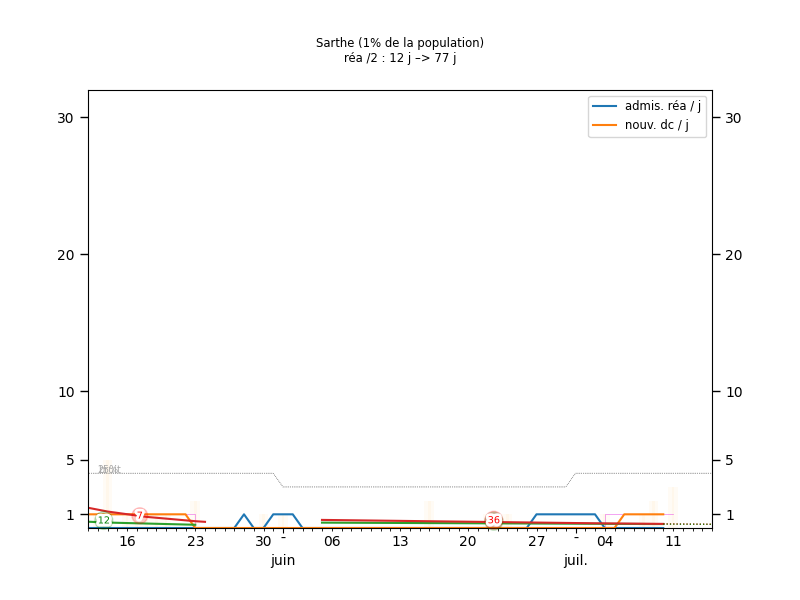 Sarthe (1% de la population)
réa /2 : 12 j –> 77 j
admis. réa / j
nouv. dc / j
30 30
20 20
10 10
5 5
1 1
12 7 36
16 23 30 - 06 13 20 27 - 04 11
juin juil.